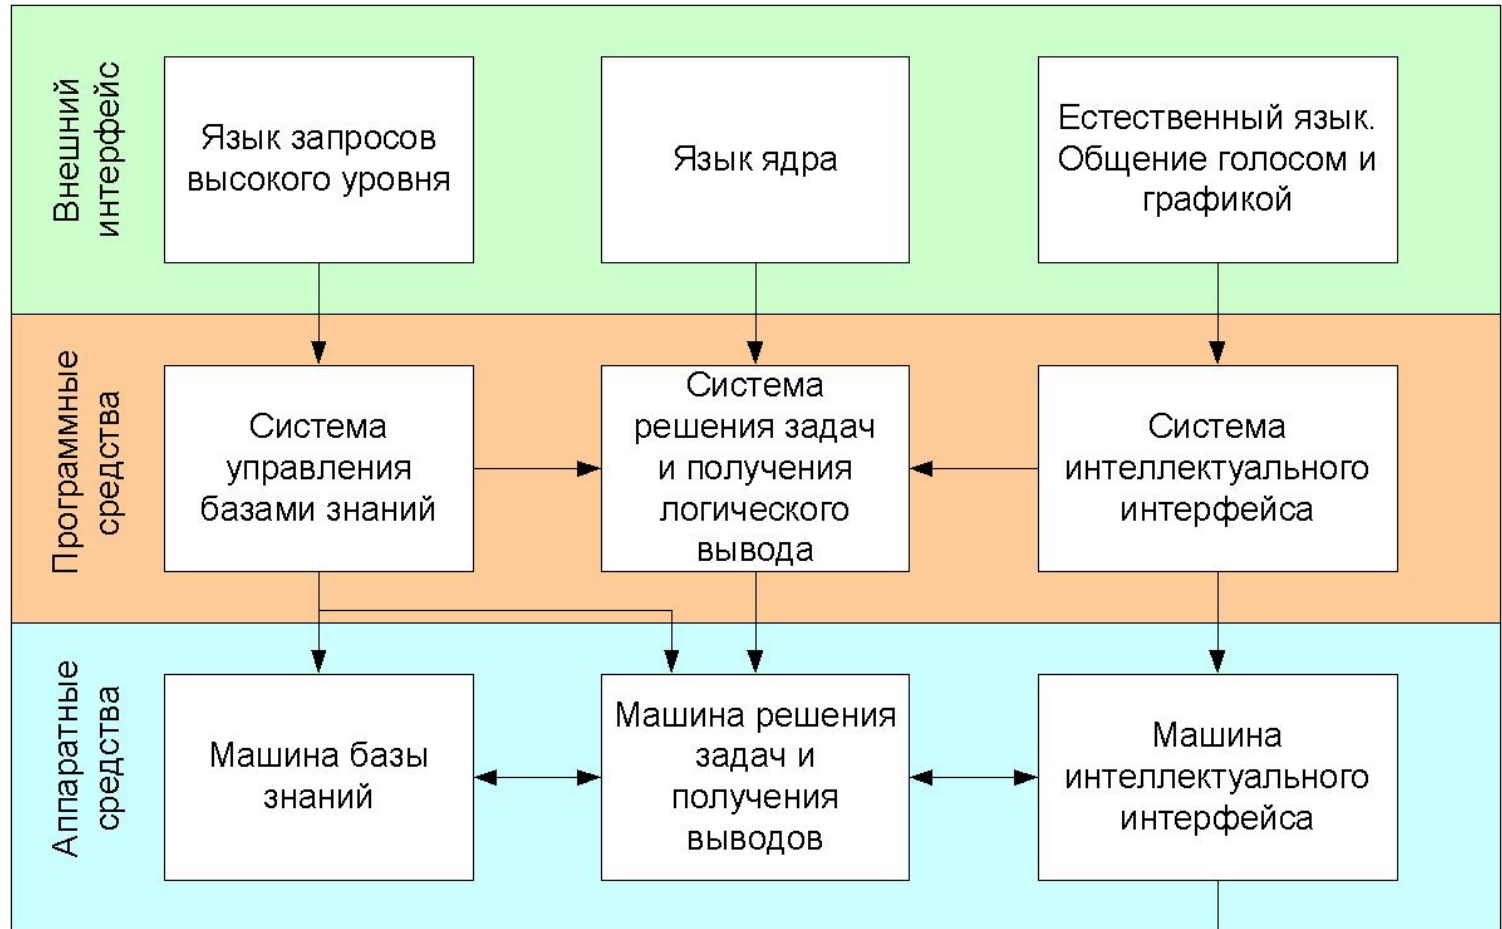 Внешний
интерфейс
Язык запросов
высокого уровня
Язык ядра
Естественный язык.
Общение голосом и
графикой
Программные
средства
Система
управления
базами знаний
Система
решения задач
и получения
логического
вывода
Система
интеллектуального
интерфейса
Аппаратные
средства
Машина базы
знаний
Машина решения
задач и
получения
выводов
Машина
интеллектуального
интерфейса